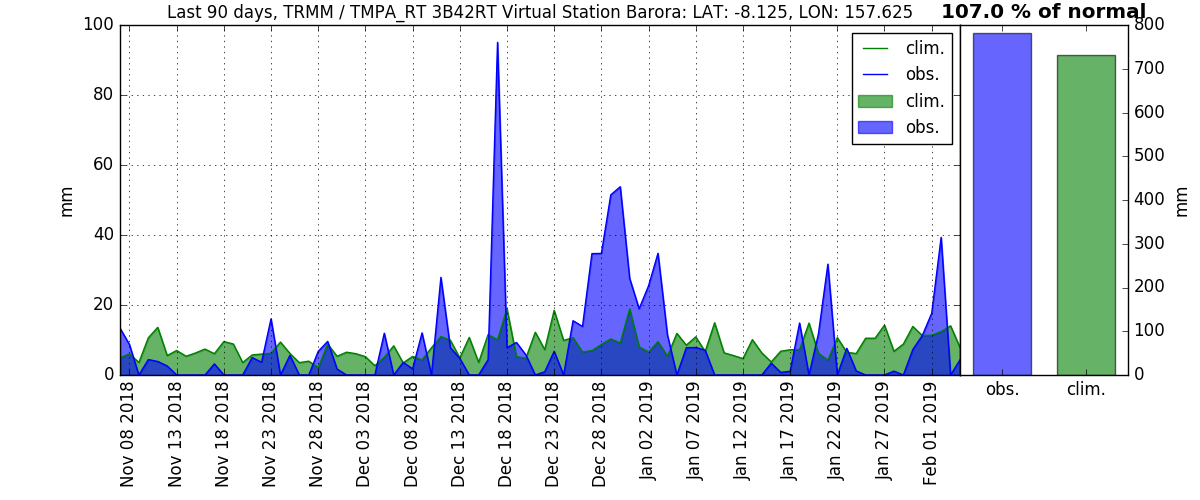 Last 90 days, TRMM / TMPA_RT 3B42RT Virtual Station Barora: LAT: -8.125, LON: 157.625
107.0 % of normal
100
80
60
40
20
0
mm
clim.
obs.
clim.
obs.
800
700
600
500
400
300
200
100
0
mm
obs.
clim.
Nov 08 2018
Nov 13 2018
Nov 18 2018
Nov 23 2018
Nov 28 2018
Dec 03 2018
Dec 08 2018
Dec 13 2018
Dec 18 2018
Dec 23 2018
Dec 28 2018
Jan 02 2019
Jan 07 2019
Jan 12 2019
Jan 17 2019
Jan 22 2019
Jan 27 2019
Feb 01 2019